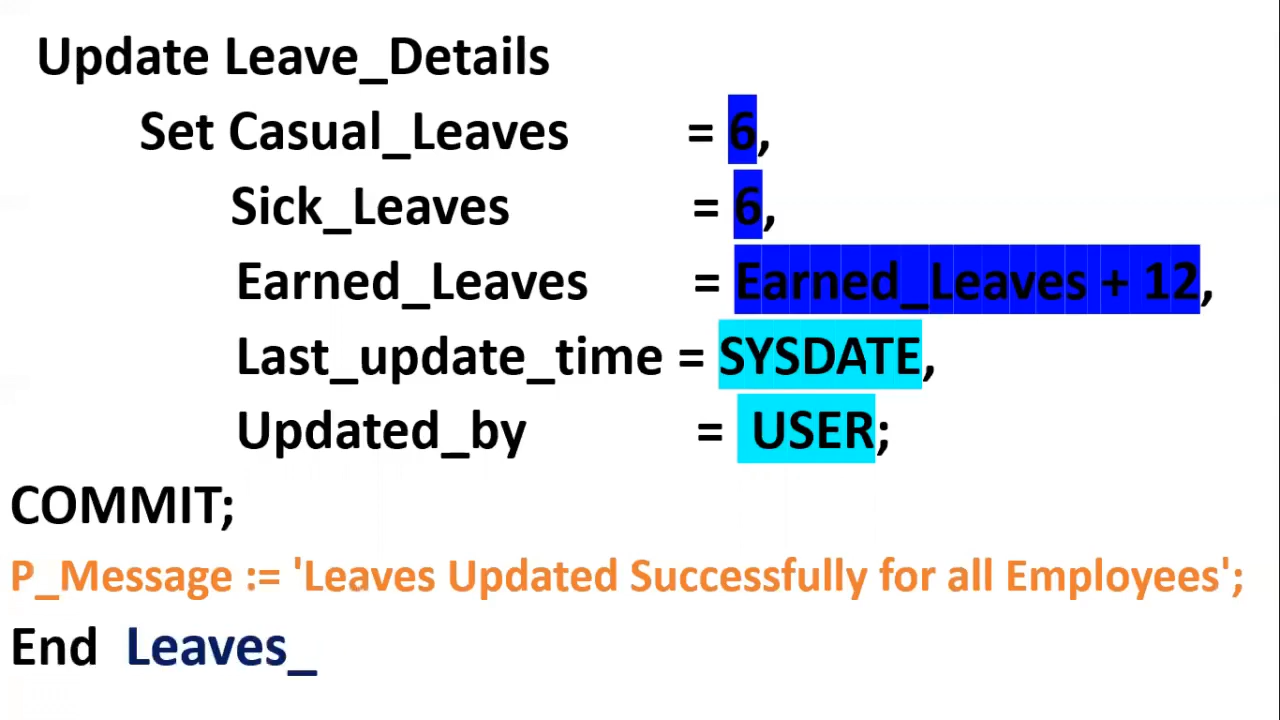 Update Leave_Details
Set Casual_Leaves = 6,
Sick_Leaves = 6,
Earned_Leaves = Earned_Leaves + 12,
Last_update_time = SYSDATE,
Updated_by = USER;
COMMIT;
P_Message := 'Leaves Updated Successfully for all Employees';
End Leaves_